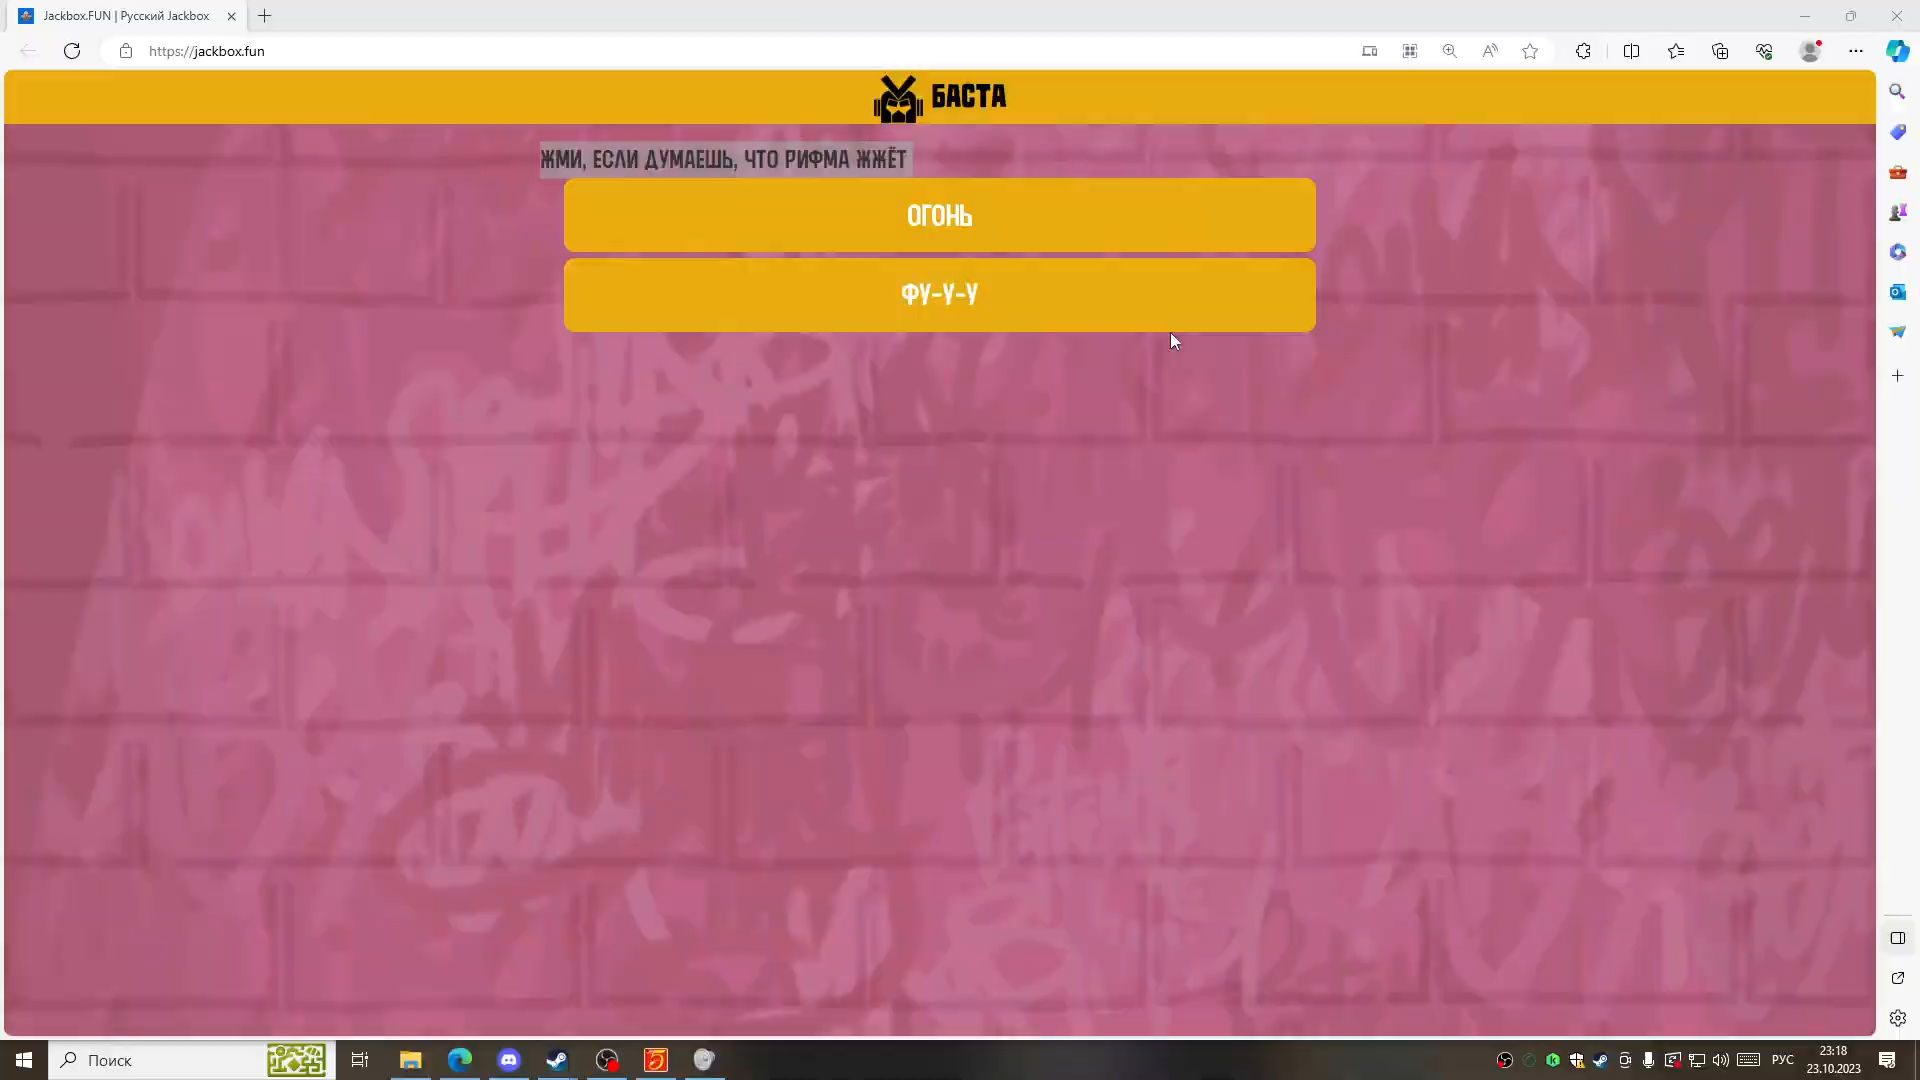 Jackbox.FUN | Русский Jackbox
https://jackbox.fun
БАСТА
ЖМИ, ЕСЛИ ДУМАЕШЬ, ЧТО РИФМА ЖЖЁТ
ОГОНЬ
ФУ-У-У
Поиск
РУС
23:18
23.10.2023